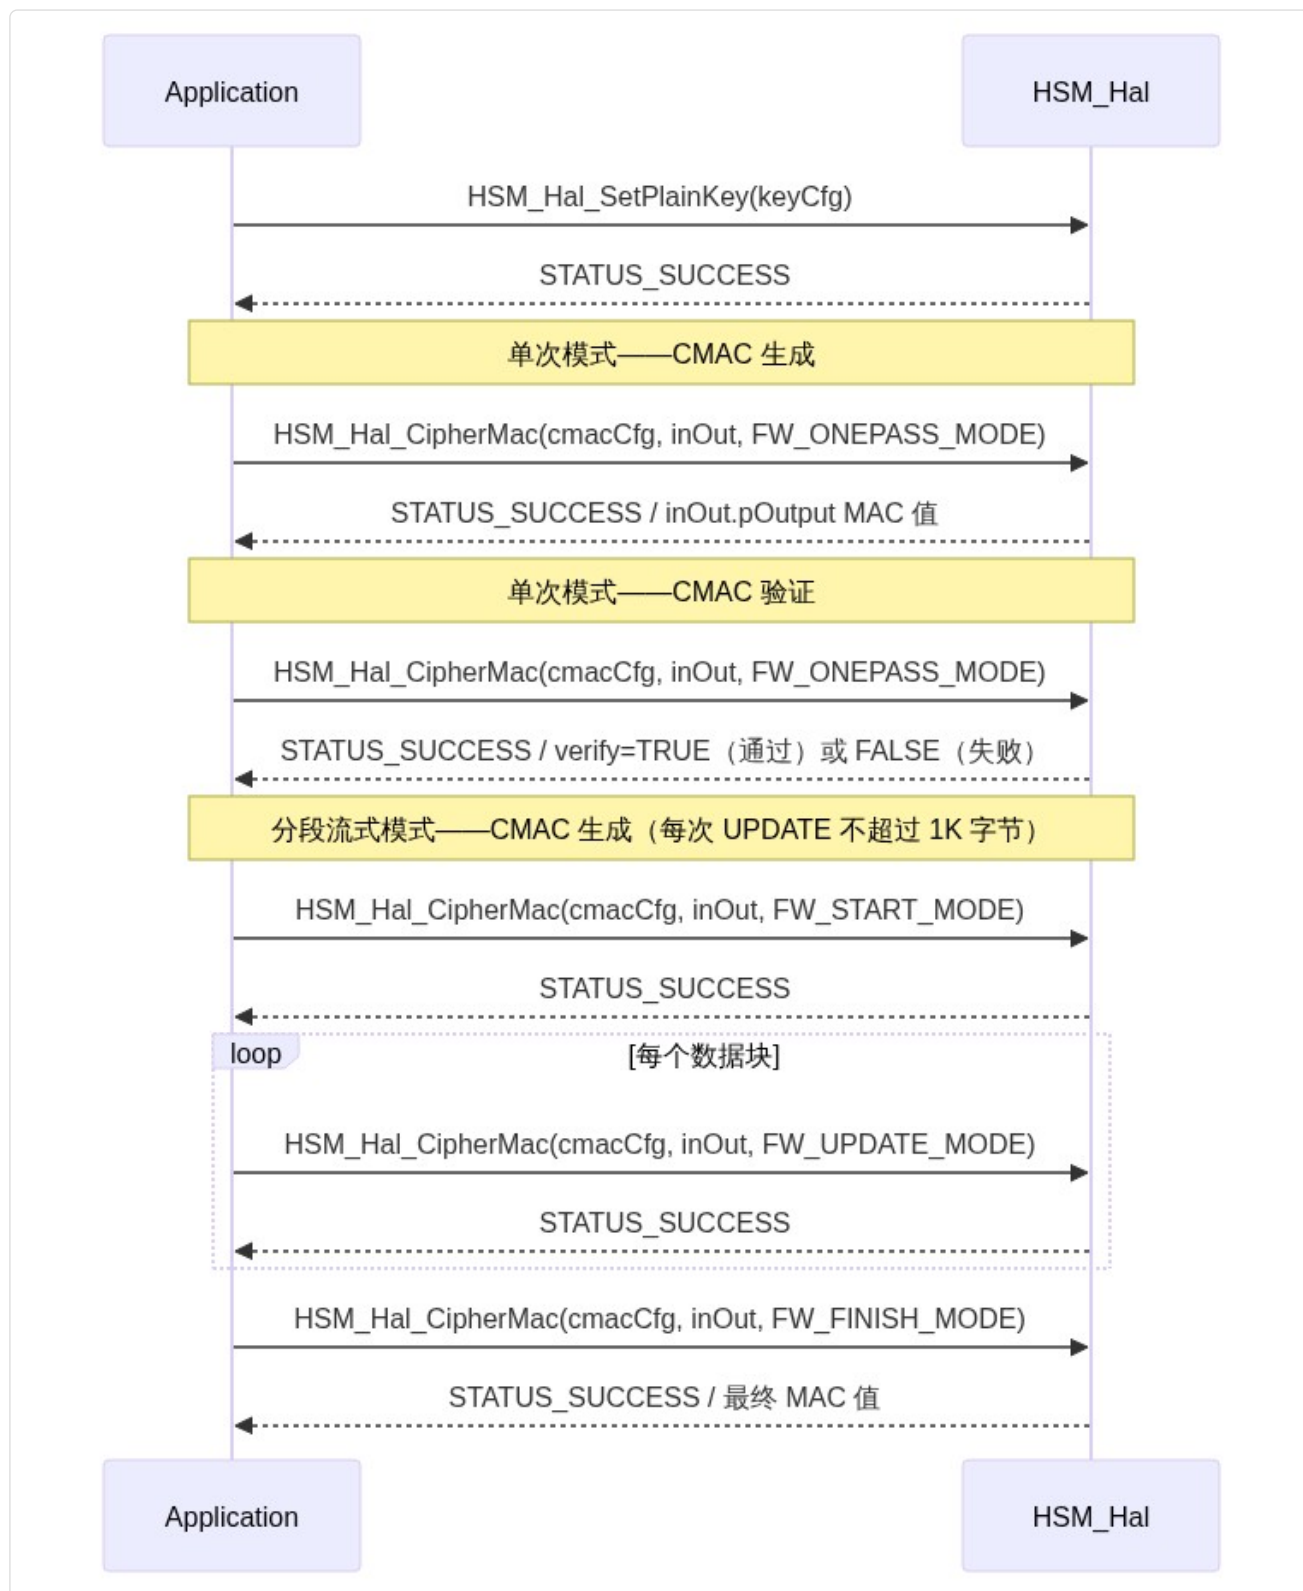 Application
HSM_Hal
HSM_Hal_SetPlainKey(keyCfg)
STATUS_SUCCESS
单次模式——CMAC 生成
HSM_Hal_CipherMac(cmacCfg, inOut, FW_ONEPASS_MODE)
STATUS_SUCCESS / inOut.pOutput MAC 值
单次模式——CMAC 验证
HSM_Hal_CipherMac(cmacCfg, inOut, FW_ONEPASS_MODE)
STATUS_SUCCESS / verify=TRUE（通过）或 FALSE（失败）
分段流式模式——CMAC 生成（每次 UPDATE 不超过 1K 字节）
HSM_Hal_CipherMac(cmacCfg, inOut, FW_START_MODE)
STATUS_SUCCESS
loop
[每个数据块]
HSM_Hal_CipherMac(cmacCfg, inOut, FW_UPDATE_MODE)
STATUS_SUCCESS
HSM_Hal_CipherMac(cmacCfg, inOut, FW_FINISH_MODE)
STATUS_SUCCESS / 最终 MAC 值
Application
HSM_Hal